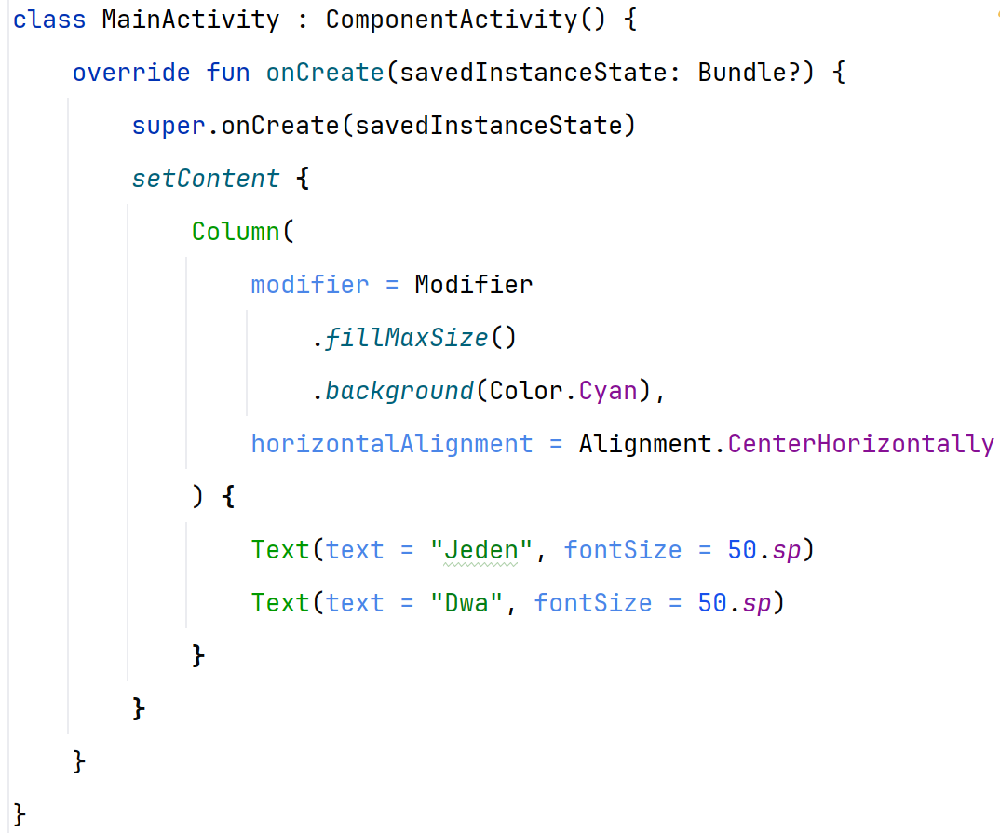 class MainActivity : ComponentActivity() {
    override fun onCreate(savedInstanceState: Bundle?) {
        super.onCreate(savedInstanceState)
        setContent {
            Column(
                modifier = Modifier
                    .fillMaxSize()
                    .background(Color.Cyan),
                horizontalAlignment = Alignment.CenterHorizontally
            ) {
                Text(text = "Jeden", fontSize = 50.sp)
                Text(text = "Dwa", fontSize = 50.sp)
            }
        }
    }
}